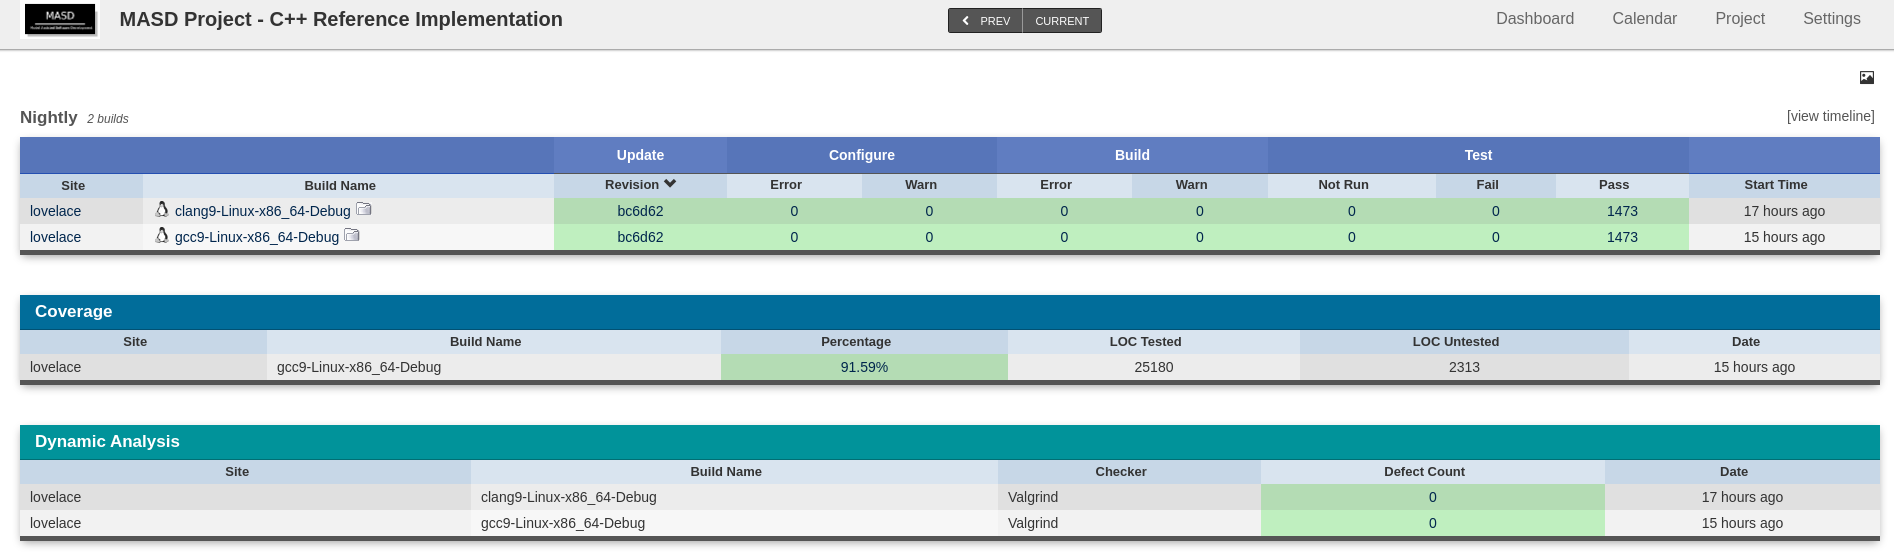 MASD
MASD Project - C++ Reference Implementation
PREV CURRENT
Dashboard Calendar Project Settings
Nightly 2 builds
[view timeline]
Update Configure Build Test
Site Build Name Revision Error Warn Error Warn Not Run Fail Pass Start Time
lovelace clang9-Linux-x86_64-Debug bc6d62 0 0 0 0 0 0 1473 17 hours ago
lovelace gcc9-Linux-x86_64-Debug bc6d62 0 0 0 0 0 0 1473 15 hours ago
Coverage
Site Build Name Percentage LOC Tested LOC Untested Date
lovelace gcc9-Linux-x86_64-Debug 91.59% 25180 2313 15 hours ago
Dynamic Analysis
Site Build Name Checker Defect Count Date
lovelace clang9-Linux-x86_64-Debug Valgrind 0 17 hours ago
lovelace gcc9-Linux-x86_64-Debug Valgrind 0 15 hours ago